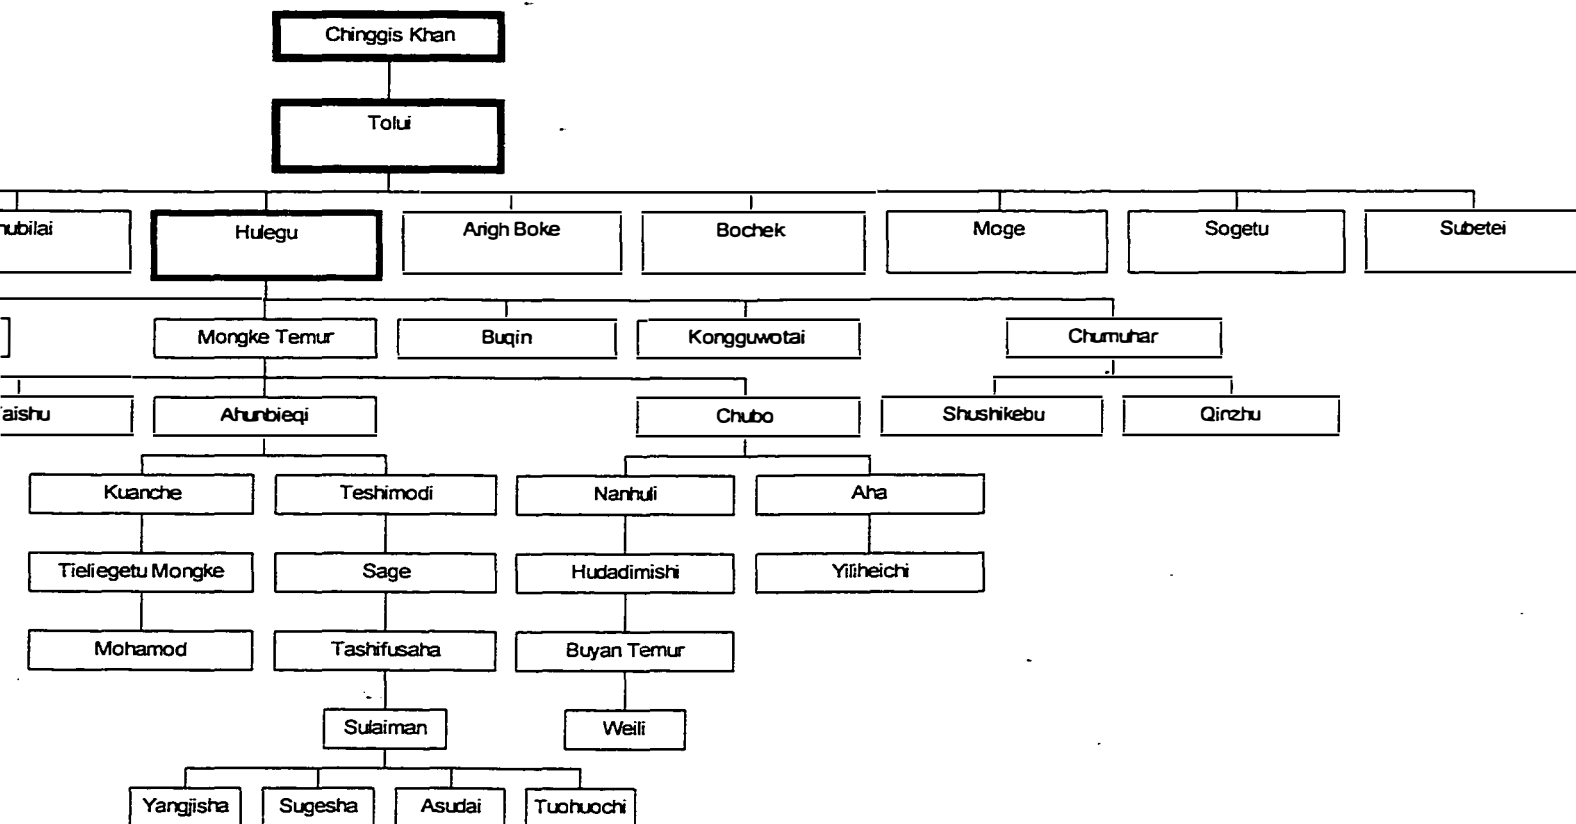 Chinggis Khan
Tolui
hubilai
Hulegu
Arigh Boke
Bochek
Moge
Sogetu
Subetei
Mongke Temur
Buqin
Kongguwotai
Chumuhar
aishu
Ahunbieqi
Chubo
Shushikebu
Qinzhu
Kuanche
Teshimodi
Nanhuli
Aha
Tieliegetu Mongke
Sage
Hudadimishi
Yiliheichi
Mohamod
Tashifusaha
Buyan Temur
Sulaiman
Weili
Yangjisha
Sugesha
Asudai
Tuohuochi